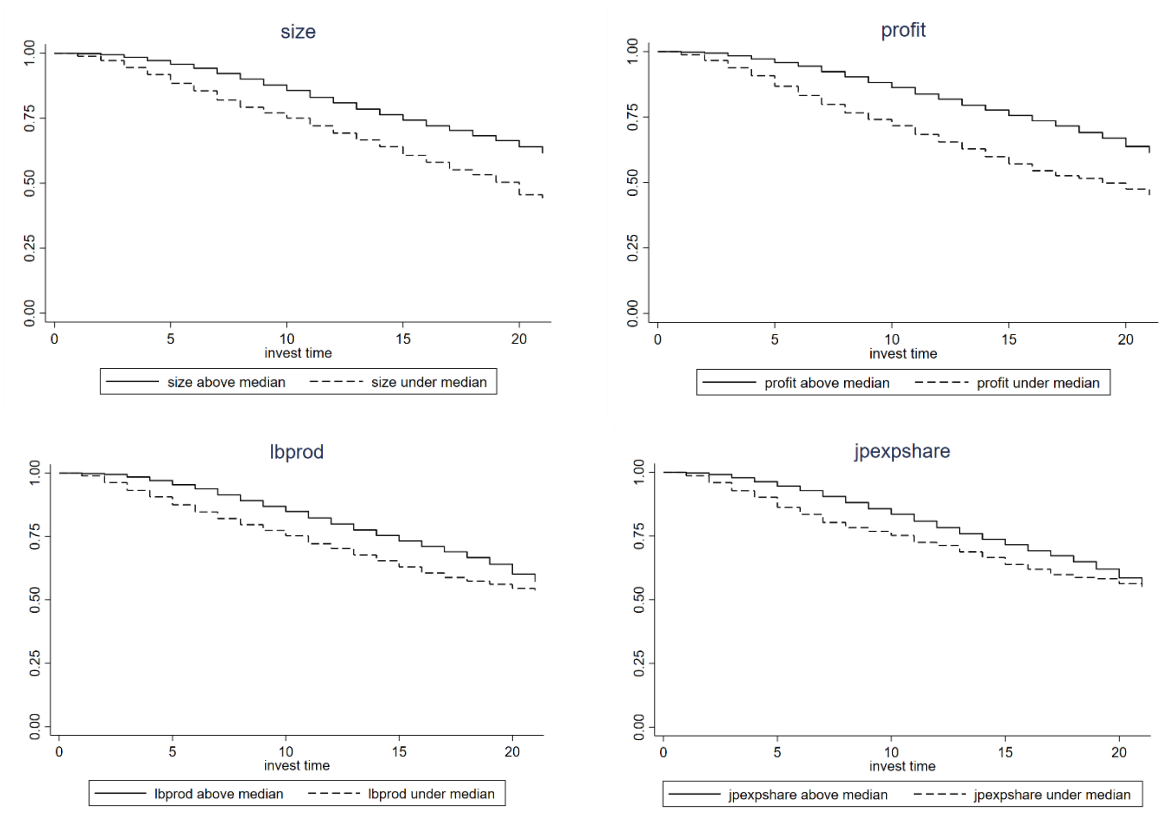 size
1.00
0.75
0.50
0.25
0.00
0 5 10 15 20
invest time
size above median size under median
profit
1.00
0.75
0.50
0.25
0.00
0 5 10 15 20
invest time
profit above median profit under median
lbprod
1.00
0.75
0.50
0.25
0.00
0 5 10 15 20
invest time
lbprod above median lbprod under median
jpexpshare
1.00
0.75
0.50
0.25
0.00
0 5 10 15 20
invest time
jpexpshare above median jpexpshare under median